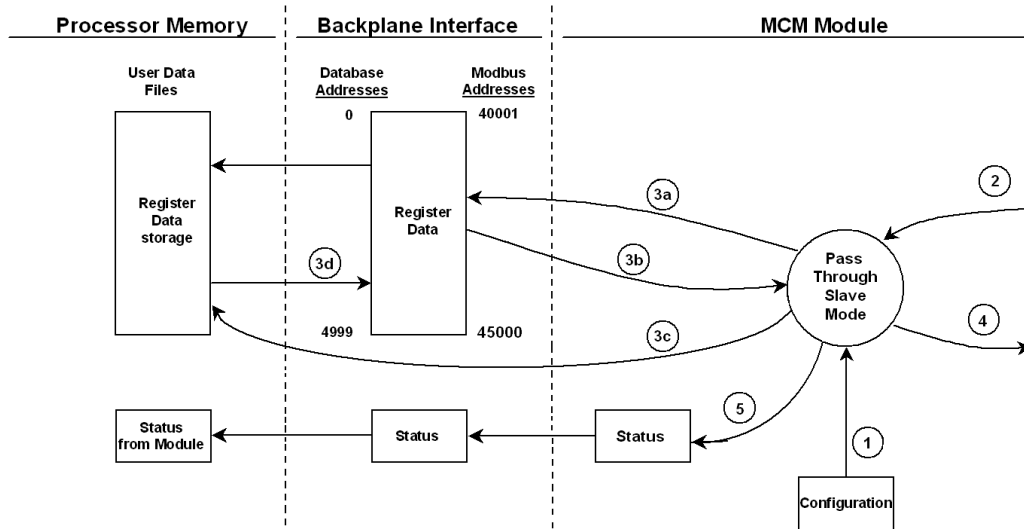 Processor Memory
Backplane Interface
MCM Module
User Data
Files
Database
Addresses
Modbus
Addresses
0
40001
Register
Data
storage
Register
Data
3a
2
3b
Pass
Through
Slave
Mode
3d
4999
45000
3c
4
Status
from Module
Status
Status
5
1
Configuration